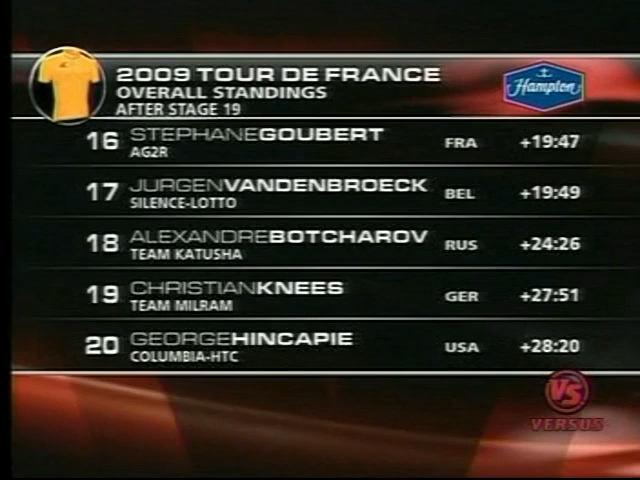 2009 TOUR DE FRANCE
OVERALL STANDINGS
AFTER STAGE 19
Hampton
16 STEPHANEGOUBERT FRA +19:47
AG2R
17 JURGENVANDENBROECK BEL +19:49
SILENCE-LOTTO
18 ALEXANDREBOTCHAROV RUS +24:26
TEAM KATUSHA
19 CHRISTIANKNEES GER +27:51
TEAM MILRAM
20 GEORGEHINCAPIE USA +28:20
COLUMBIA-HTC
VS.
VERSUS